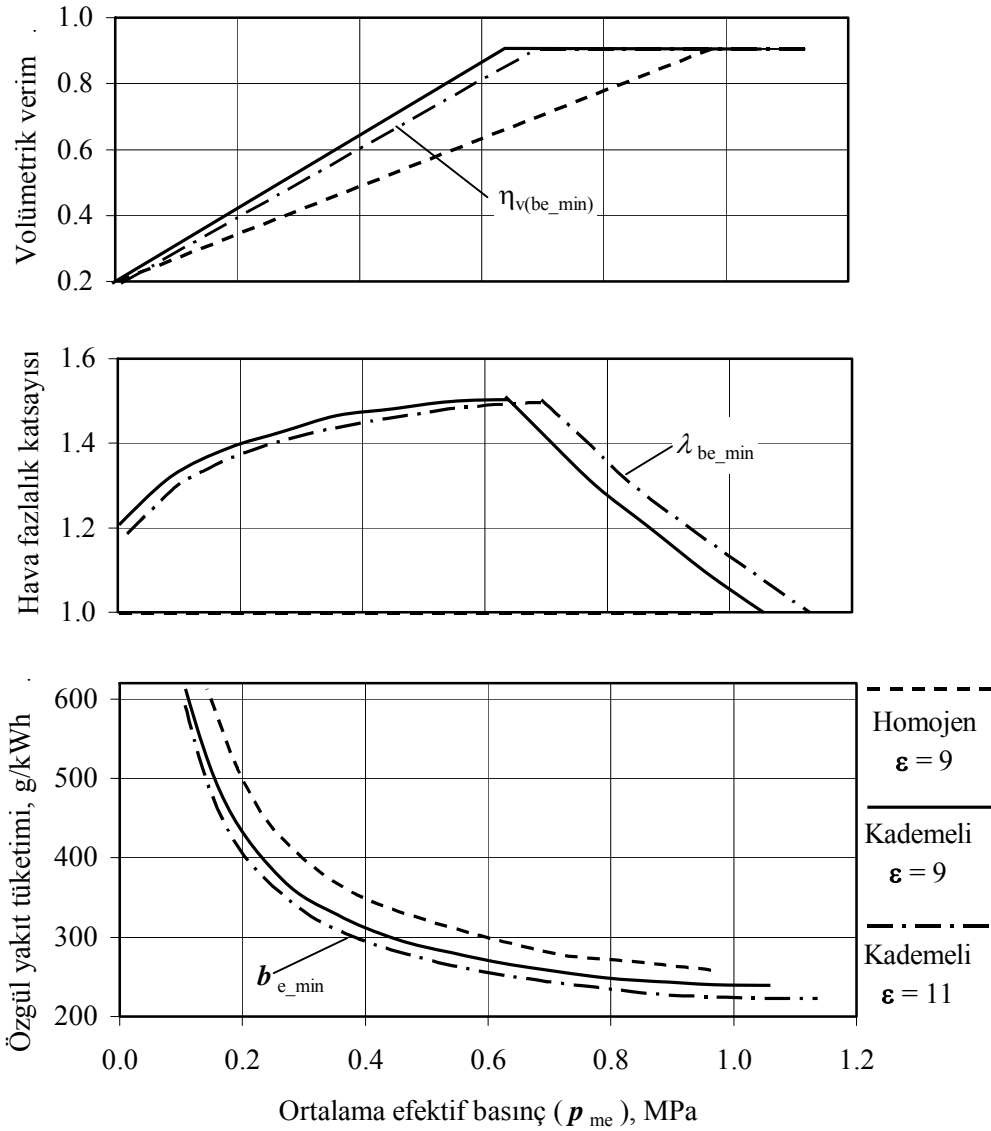 Volümetrik verim
1.0
0.8
0.6
0.4
0.2
ηv(be_min)
Hava fazlalık katsayısı
1.6
1.4
1.2
1.0
λ be_min
Özgül yakıt tüketimi, g/kWh
600
500
400
300
200
b e_min
0.0 0.2 0.4 0.6 0.8 1.0 1.2
Ortalama efektif basınç ( p me ), MPa
Homojen
ε = 9
Kademeli
ε = 9
Kademeli
ε = 11